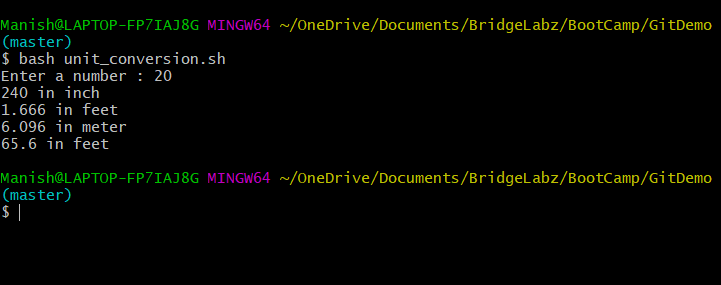 Manish@LAPTOP-FP7IAJ8G MINGW64 ~/OneDrive/Documents/BridgeLabz/BootCamp/GitDemo
(master)
$ bash unit_conversion.sh
Enter a number : 20
240 in inch
1.666 in feet
6.096 in meter
65.6 in feet
Manish@LAPTOP-FP7IAJ8G MINGW64 ~/OneDrive/Documents/BridgeLabz/BootCamp/GitDemo
(master)
$